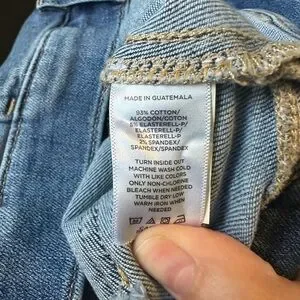 MADE IN GUATEMALA
93% COTTON/
ALGODÓN/COTON
5% ELASTERELL-P/
ELASTERELL-P/
ELASTERELL-P
2% SPANDEX/
SPANDEX/SPANDEX
TURN INSIDE OUT
MACHINE WASH COLD
WITH LIKE COLORS
ONLY NON-CHLORINE
BLEACH WHEN NEEDED
TUMBLE DRY LOW
WARM IRON WHEN
NEEDED